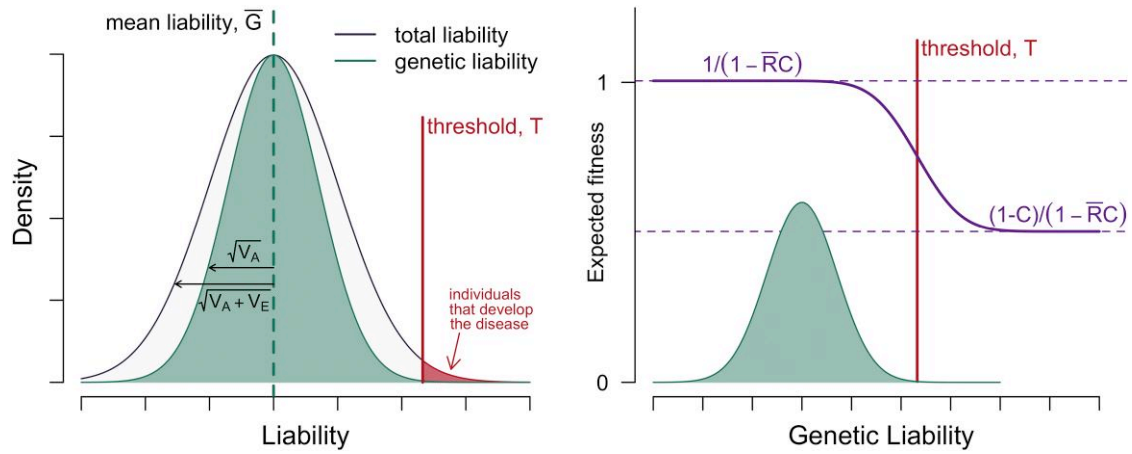 mean liability, G̅
total liability
genetic liability
threshold, T
√V_A
√V_A + V_E
individuals
that develop
the disease
Density
Liability
threshold, T
1/(1 – R̅C)
(1-C)/(1 – R̅C)
1
0
Expected fitness
Genetic Liability